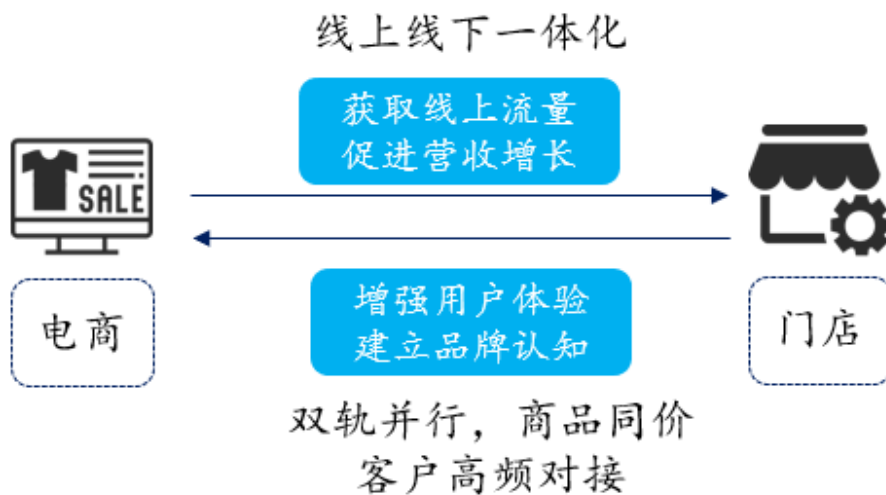 线上线下一体化
获取线上流量
促进营收增长
SALE
电商
增强用户体验
建立品牌认知
门店
双轨并行，商品同价
客户高频对接